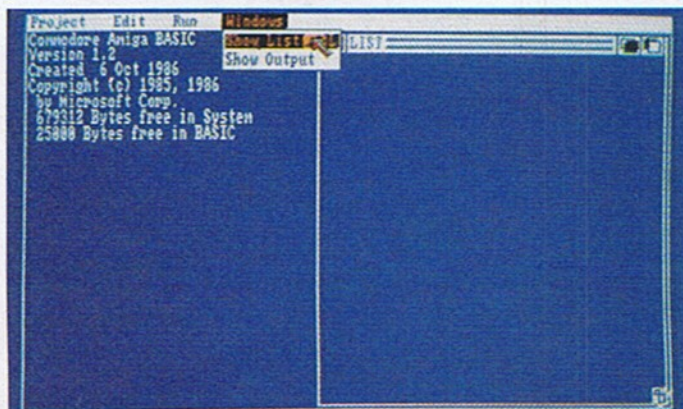 Project Edit Run Windows
Commodore Amiga BASIC
Version 1.2
Created 6 Oct 1986
Copyright (c) 1985, 1986
by Microsoft Corp.
679312 Bytes free in System
25000 Bytes free in BASIC
Show List
Show Output
LIST